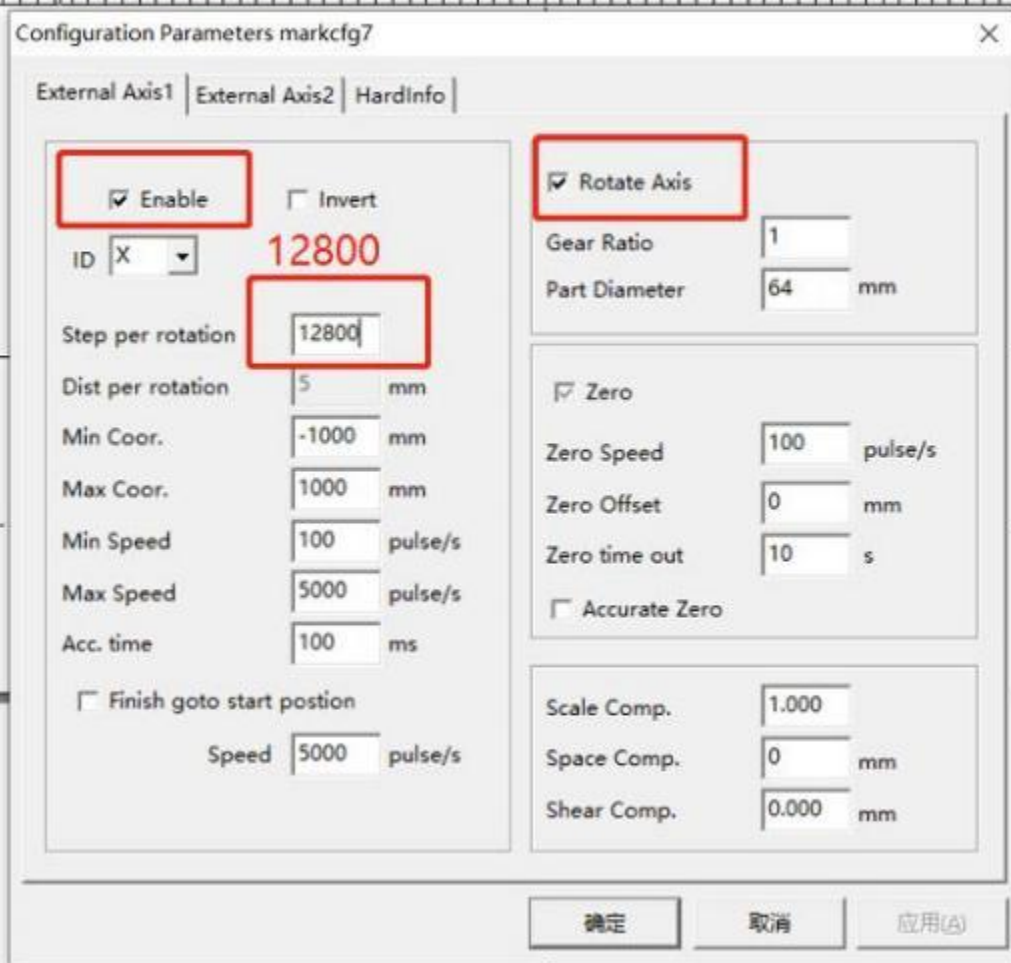 Configuration Parameters markcfg7
External Axis1 External Axis2 HardInfo
Enable Invert
ID X 12800
Step per rotation 12800
Dist per rotation 5 mm
Min Coor. -1000 mm
Max Coor. 1000 mm
Min Speed 100 pulse/s
Max Speed 5000 pulse/s
Acc. time 100 ms
Finish goto start postion
Speed 5000 pulse/s
Rotate Axis
Gear Ratio 1
Part Diameter 64 mm
Zero
Zero Speed 100 pulse/s
Zero Offset 0 mm
Zero time out 10 s
Accurate Zero
Scale Comp. 1.000
Space Comp. 0 mm
Shear Comp. 0.000 mm
确定 取消 应用(A)